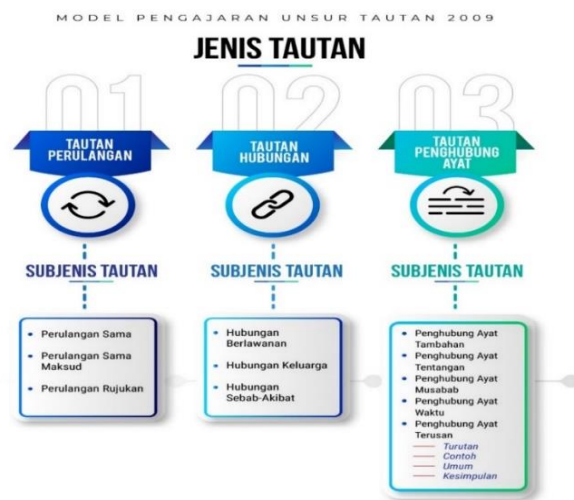 MODEL PENGAJARAN UNSUR TAUTAN 2009
JENIS TAUTAN
01
TAUTAN
PERULANGAN
SUBJENIS TAUTAN
• Perulangan Sama
• Perulangan Sama
Maksud
• Perulangan Rujukan
02
TAUTAN
HUBUNGAN
SUBJENIS TAUTAN
• Hubungan
Berlawanan
• Hubungan Keluarga
• Hubungan
Sebab-Akibat
03
TAUTAN
PENGHUBUNG
AYAT
SUBJENIS TAUTAN
• Penghubung Ayat
Tambahan
• Penghubung Ayat
Tentangan
• Penghubung Ayat
Musabab
• Penghubung Ayat
Waktu
• Penghubung Ayat
Terusan
Turutan
Contoh
Umum
Kesimpulan